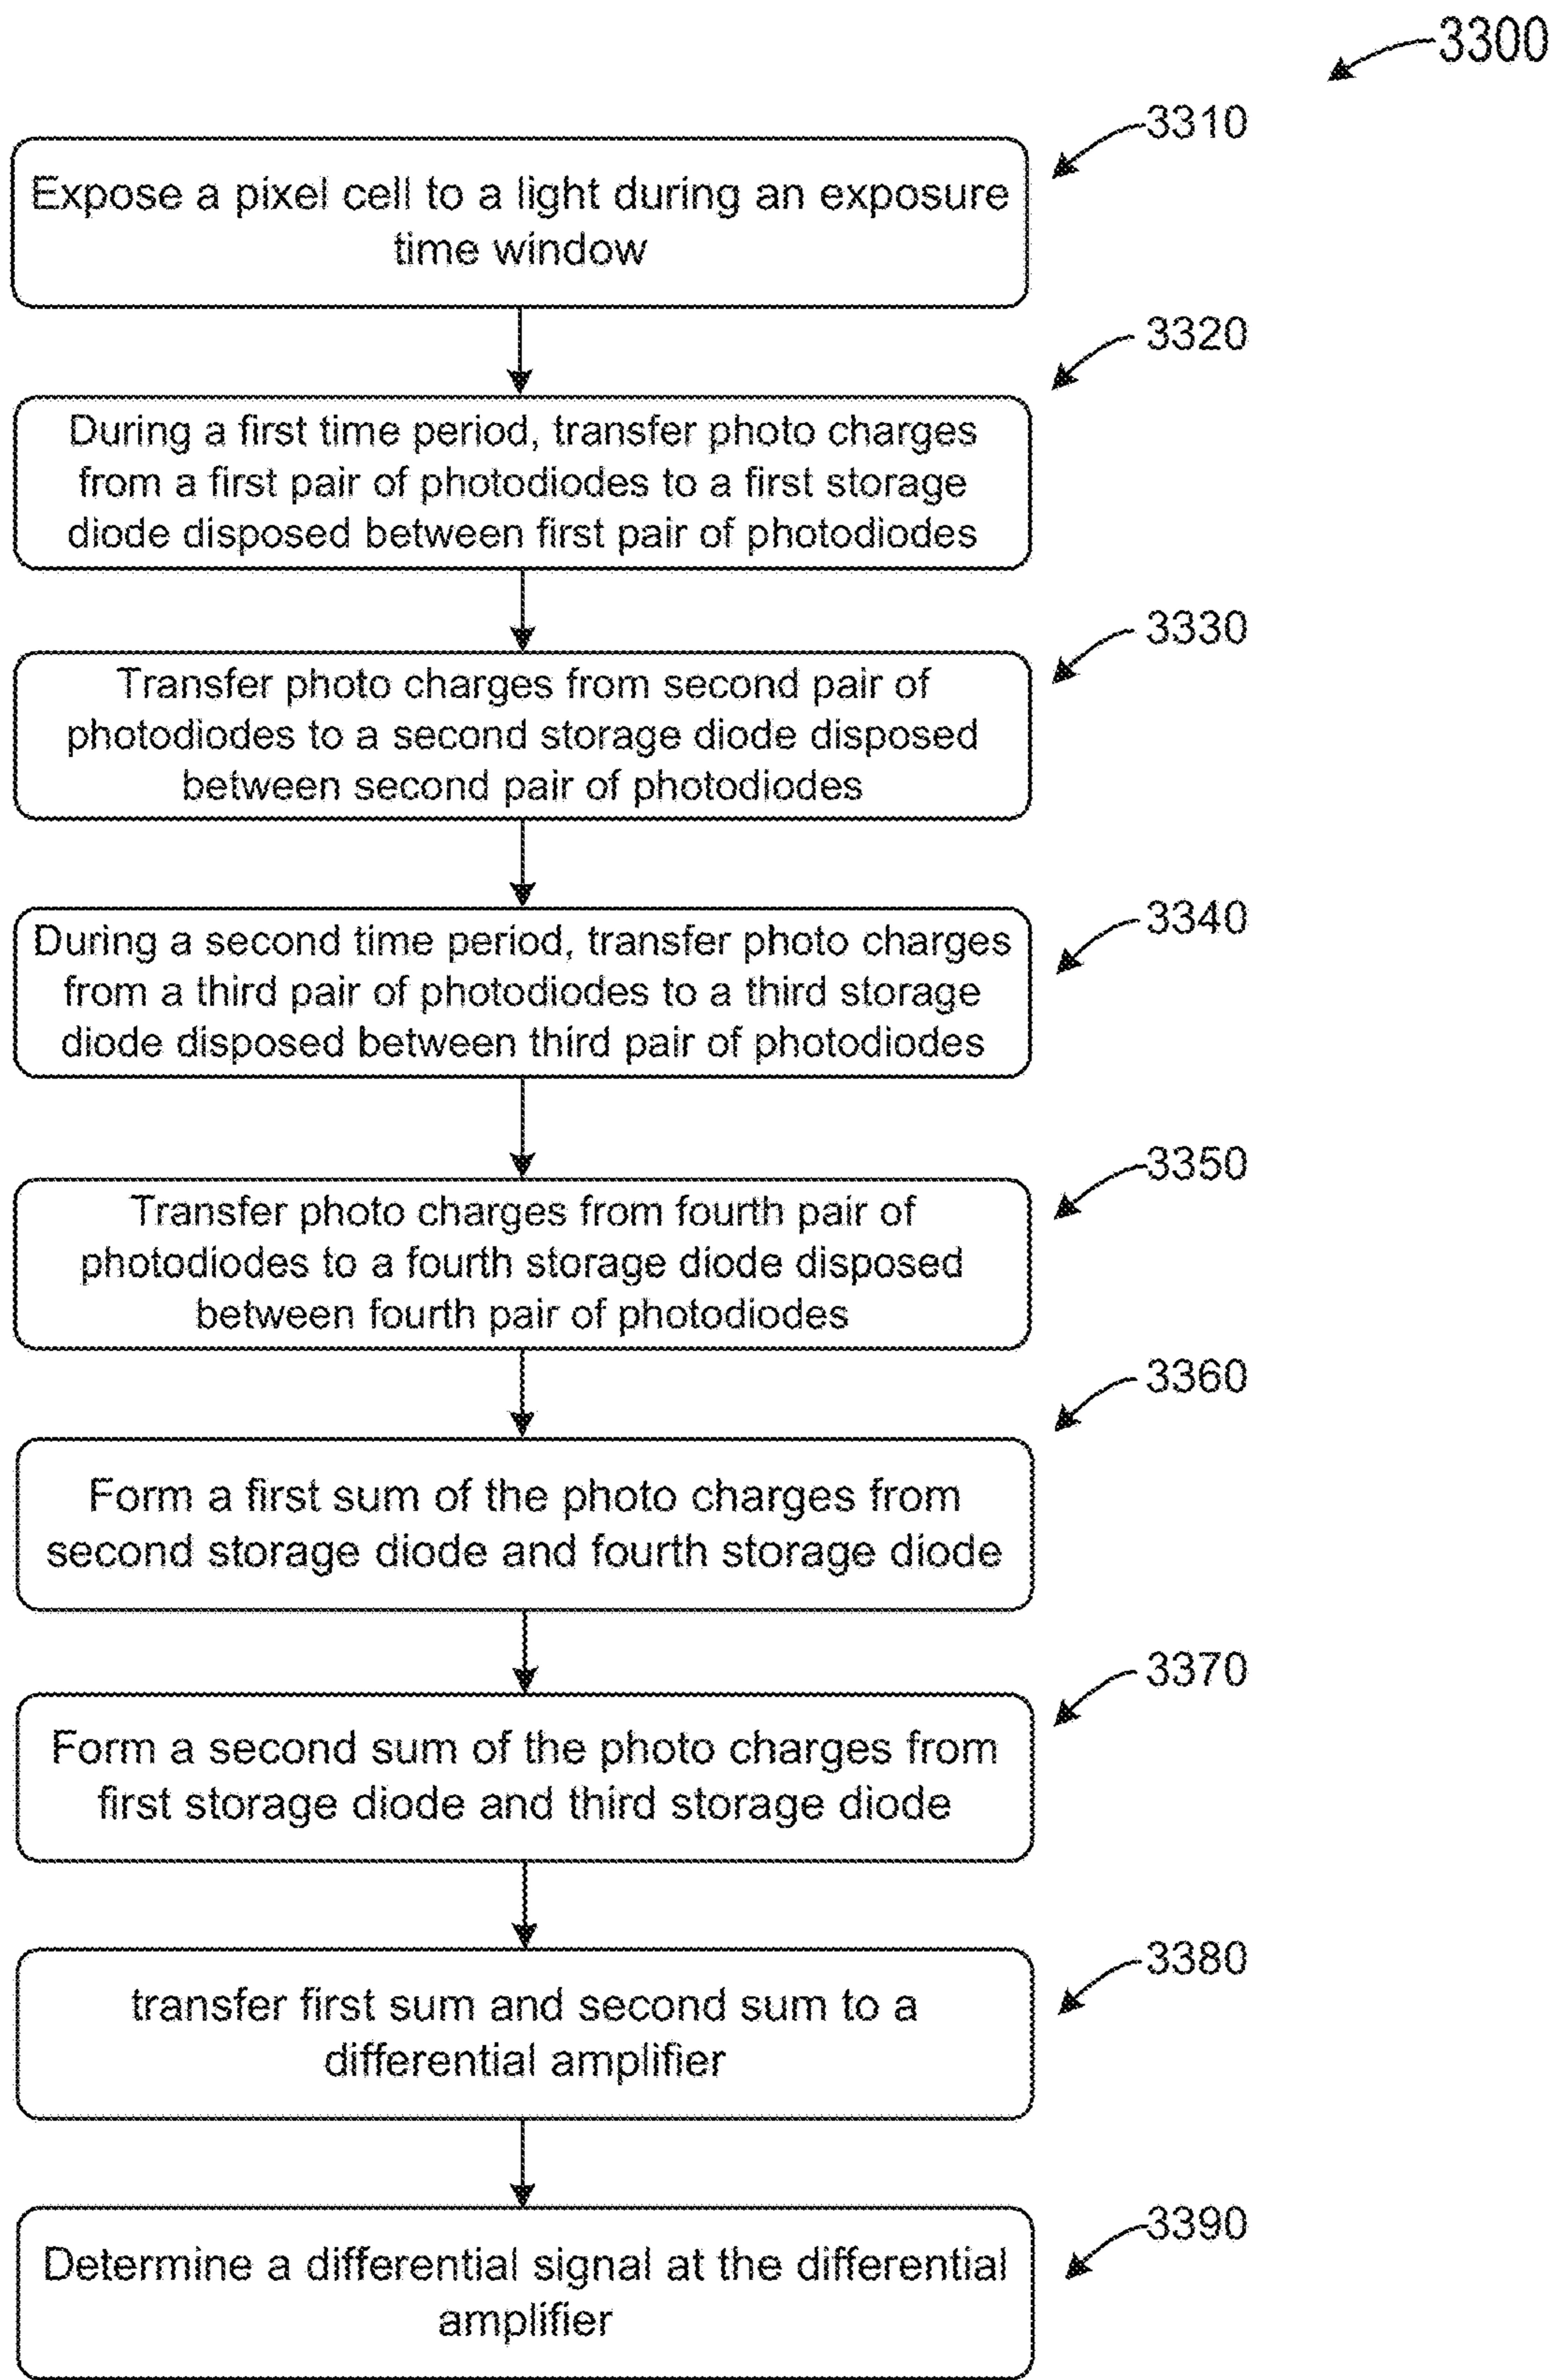 3300
3310
Expose a pixel cell to a light during an exposure
time window
3320
During a first time period, transfer photo charges
from a first pair of photodiodes to a first storage
diode disposed between first pair of photodiodes
3330
Transfer photo charges from second pair of
photodiodes to a second storage diode disposed
between second pair of photodiodes
3340
During a second time period, transfer photo charges
from a third pair of photodiodes to a third storage
diode disposed between third pair of photodiodes
3350
Transfer photo charges from fourth pair of
photodiodes to a fourth storage diode disposed
between fourth pair of photodiodes
3360
Form a first sum of the photo charges from
second storage diode and fourth storage diode
3370
Form a second sum of the photo charges from
first storage diode and third storage diode
3380
transfer first sum and second sum to a
differential amplifier
3390
Determine a differential signal at the differential
amplifier